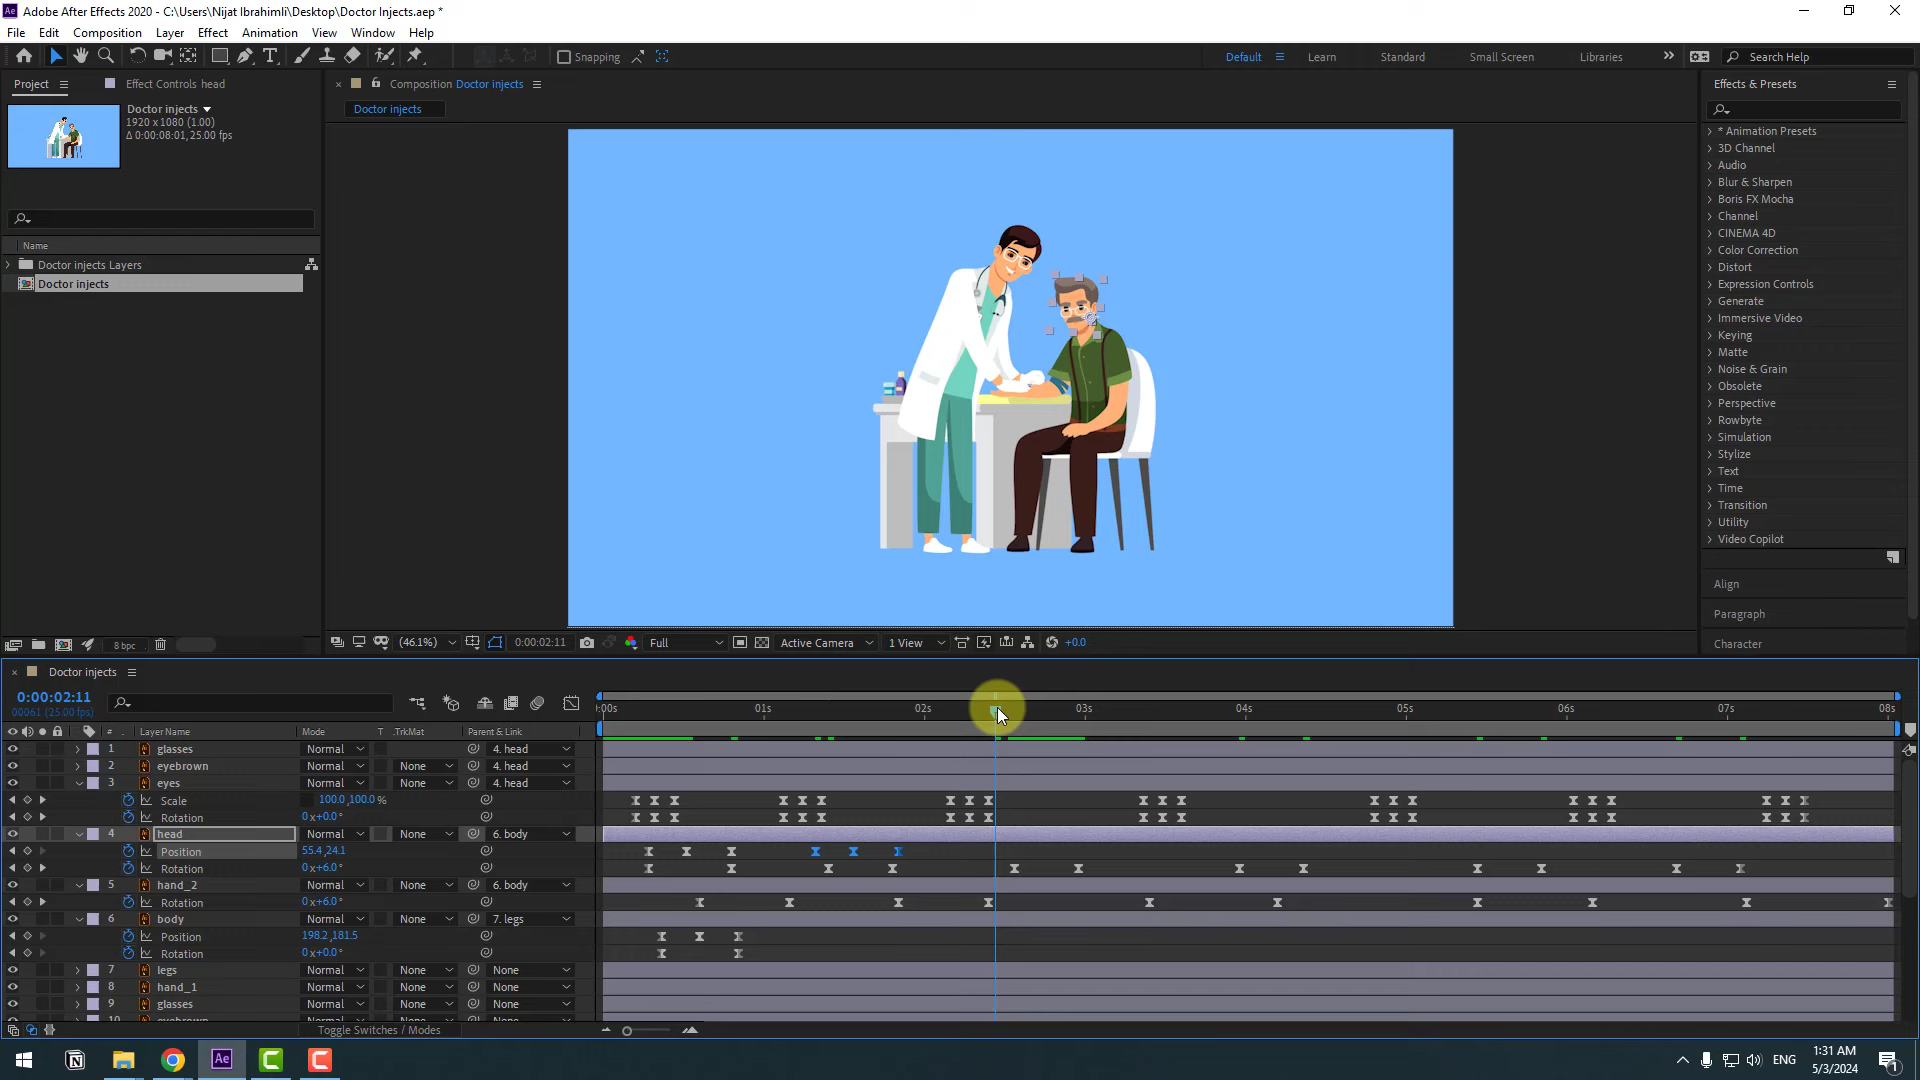 Adobe After Effects 2020 - C:\Users\Nijat Ibrahimli\Desktop\Doctor Injects.aep *
File Edit Composition Layer Effect Animation View Window Help
Snapping Default Learn Standard Small Screen Libraries Search Help
Project Effect Controls head Composition Doctor injects Effects & Presets
Doctor injects
1920 x 1080 (1.00)
Δ 0:00:08:01, 25.00 fps
Doctor injects
Name
Doctor injects Layers
Doctor injects
* Animation Presets
3D Channel
Audio
Blur & Sharpen
Boris FX Mocha
Channel
CINEMA 4D
Color Correction
Distort
Expression Controls
Generate
Immersive Video
Keying
Matte
Noise & Grain
Obsolete
Perspective
Rowbyte
Simulation
Stylize
Text
Time
Transition
Utility
Video Copilot
Align
Paragraph
Character
8 bpc (46.1%) 0:00:02:11 Full Active Camera 1 View +0.0
Doctor injects
0:00:02:11
00061 (25.00 fps)
:00s 01s 02s 03s 04s 05s 06s 07s 08s
# Layer Name Mode T .TrkMat Parent & Link
1 glasses Normal 4. head
2 eyebrown Normal None 4. head
3 eyes Normal None 4. head
Scale 100.0,100.0 %
Rotation 0x+0.0°
4 head Normal None 6. body
Position 55.4,24.1
Rotation 0x+6.0°
5 hand_2 Normal None 6. body
Rotation 0x+6.0°
6 body Normal None 7. legs
Position 198.2,181.5
Rotation 0x+0.0°
7 legs Normal None None
8 hand_1 Normal None None
9 glasses Normal None None
10 eyebrown Normal None None
Toggle Switches / Modes
ENG 1:31 AM
5/3/2024
1